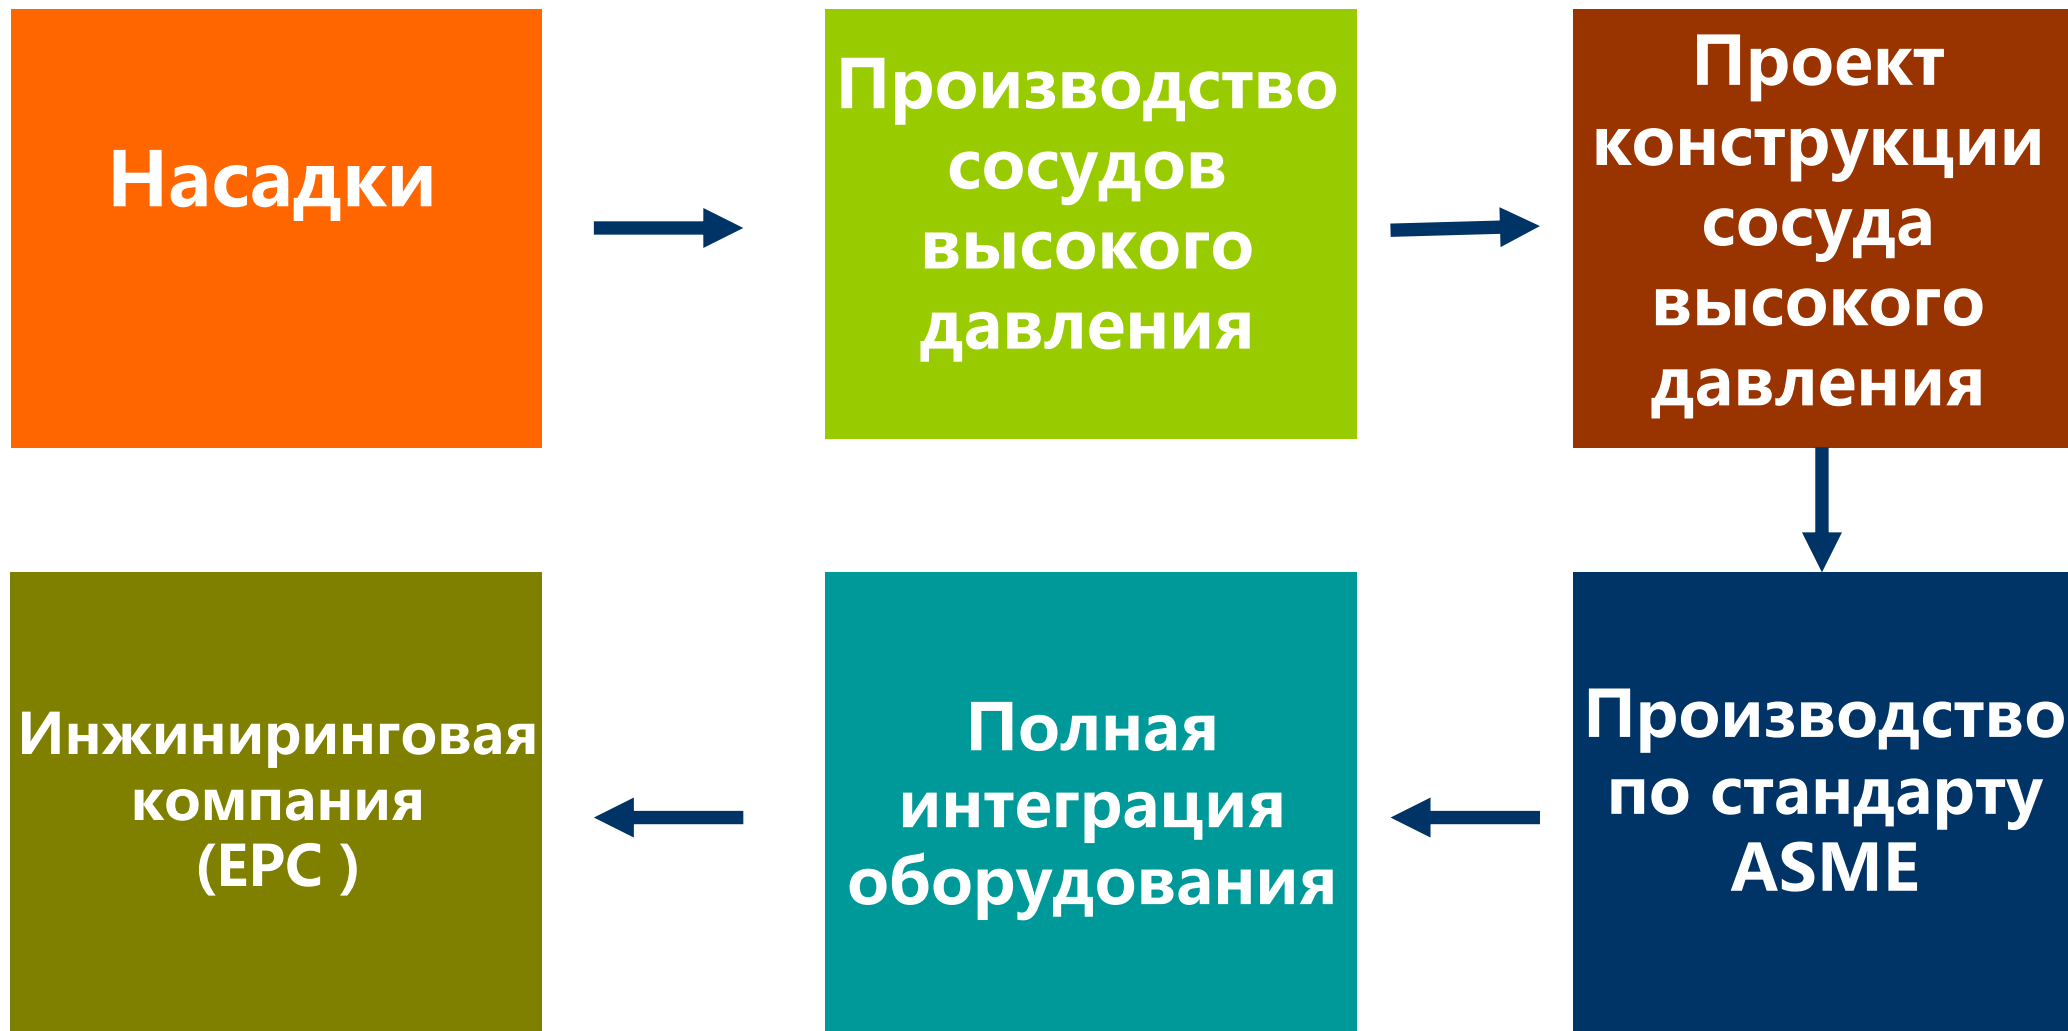 Насадки
Производство
сосудов
высокого
давления
Проект
конструкции
сосуда
высокого
давления
Производство
по стандарту
ASME
Полная
интеграция
оборудования
Инжиниринговая
компания
(EPC )